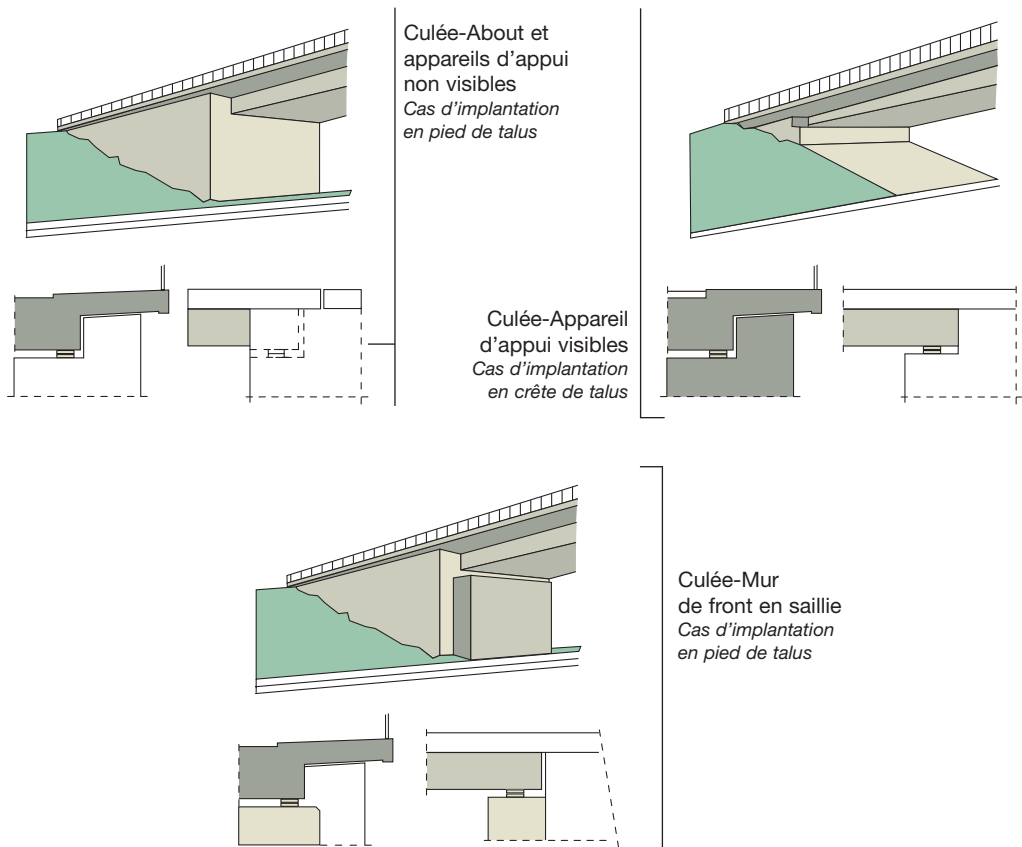 Culée-About et
appareils d'appui
non visibles
Cas d'implantation
en pied de talus
Culée-Appareil
d'appui visibles
Cas d'implantation
en crête de talus
Culée-Mur
de front en saillie
Cas d'implantation
en pied de talus